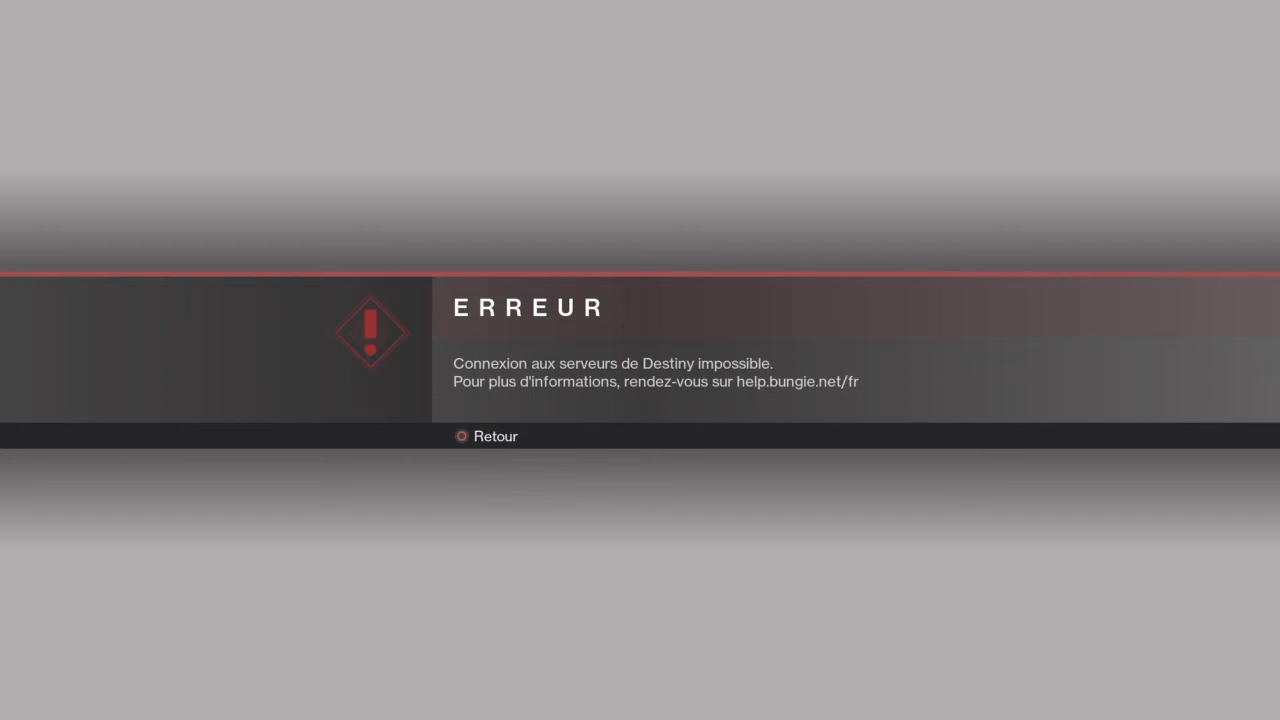 ERREUR
Connexion aux serveurs de Destiny impossible.
Pour plus d'informations, rendez-vous sur help.bungie.net/fr
Retour